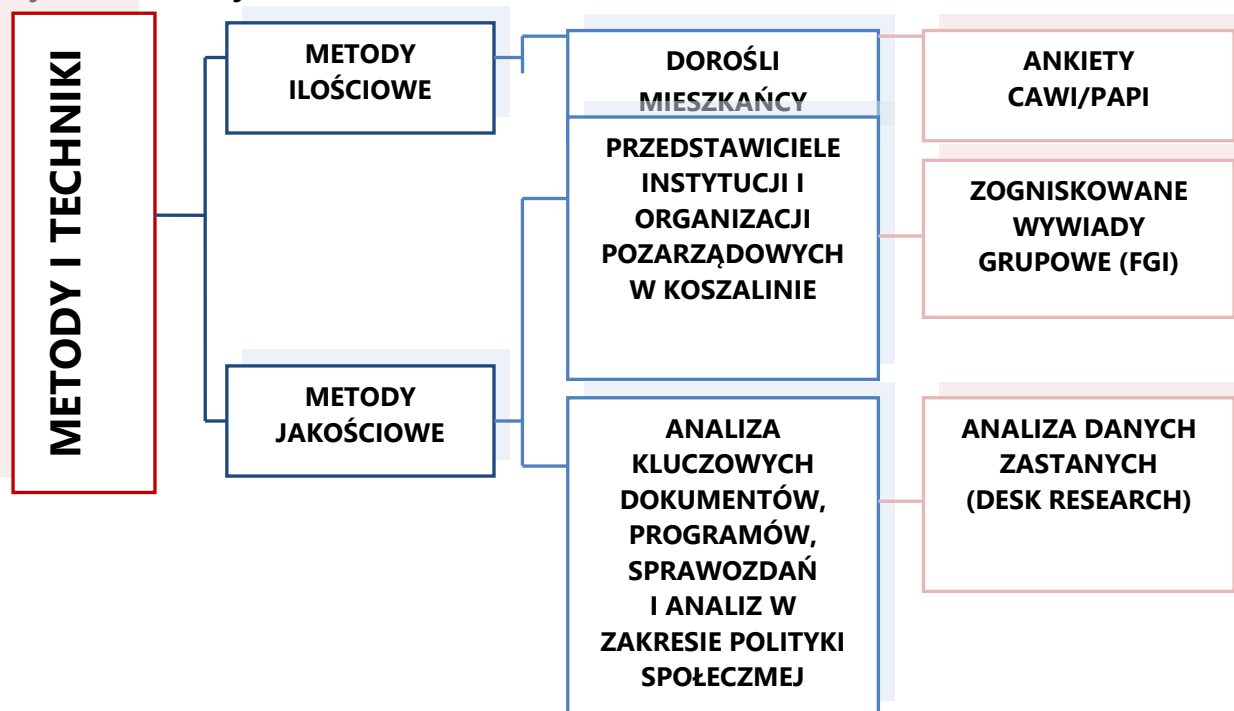 METODY I TECHNIKI
METODY
ILOŚCIOWE
DOROŚLI
MIESZKAŃCY
ANKIETY
CAWI/PAPI
PRZEDSTAWICIELE
INSTYTUCJI I
ORGANIZACJI
POZARZĄDOWYCH
W KOSZALINIE
ZOGNISKOWANE
WYWIADY
GRUPOWE (FGI)
METODY
JAKOŚCIOWE
ANALIZA
KLUCZOWYCH
DOKUMENTÓW,
PROGRAMÓW,
SPRAWOZDAŃ
I ANALIZ W
ZAKRESIE POLITYKI
SPOŁECZMEJ
ANALIZA DANYCH
ZASTANYCH
(DESK RESEARCH)